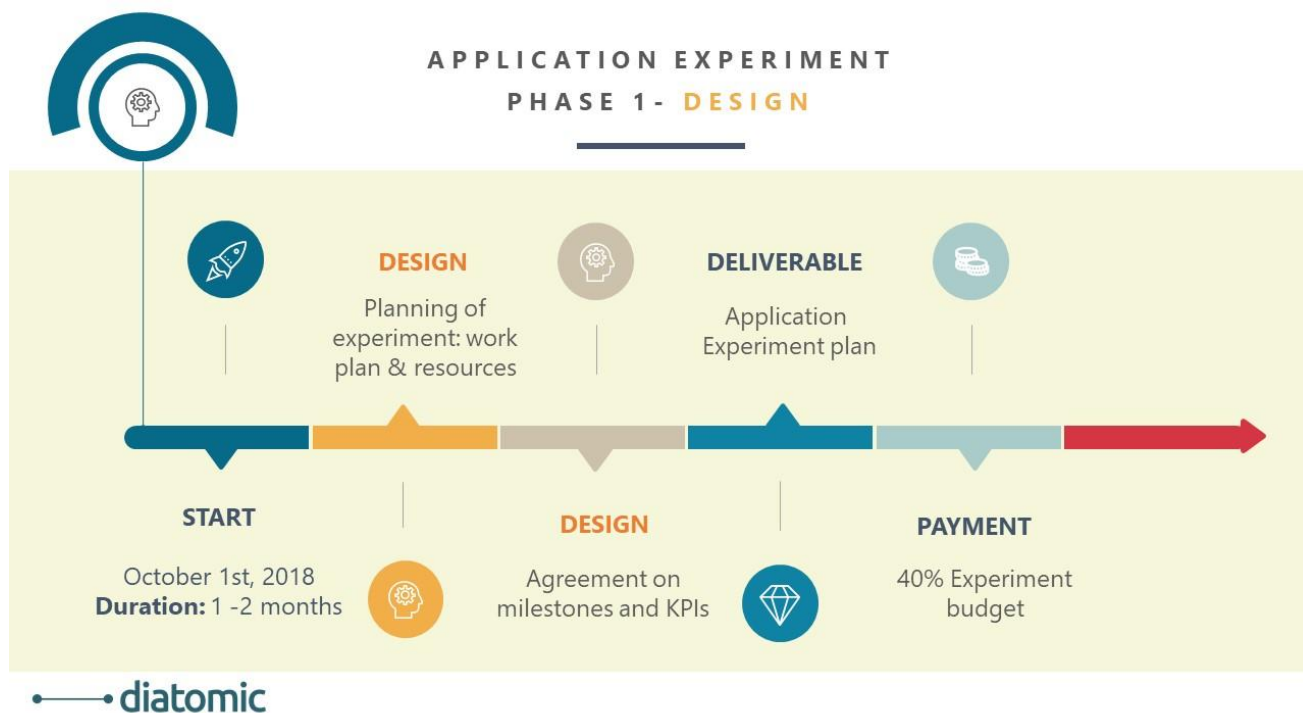 APPLICATION EXPERIMENT
PHASE 1- DESIGN
DESIGN
Planning of
experiment: work
plan & resources
DELIVERABLE
Application
Experiment plan
START
October 1st, 2018
Duration: 1 -2 months
DESIGN
Agreement on
milestones and KPIs
PAYMENT
40% Experiment
budget
diatomic